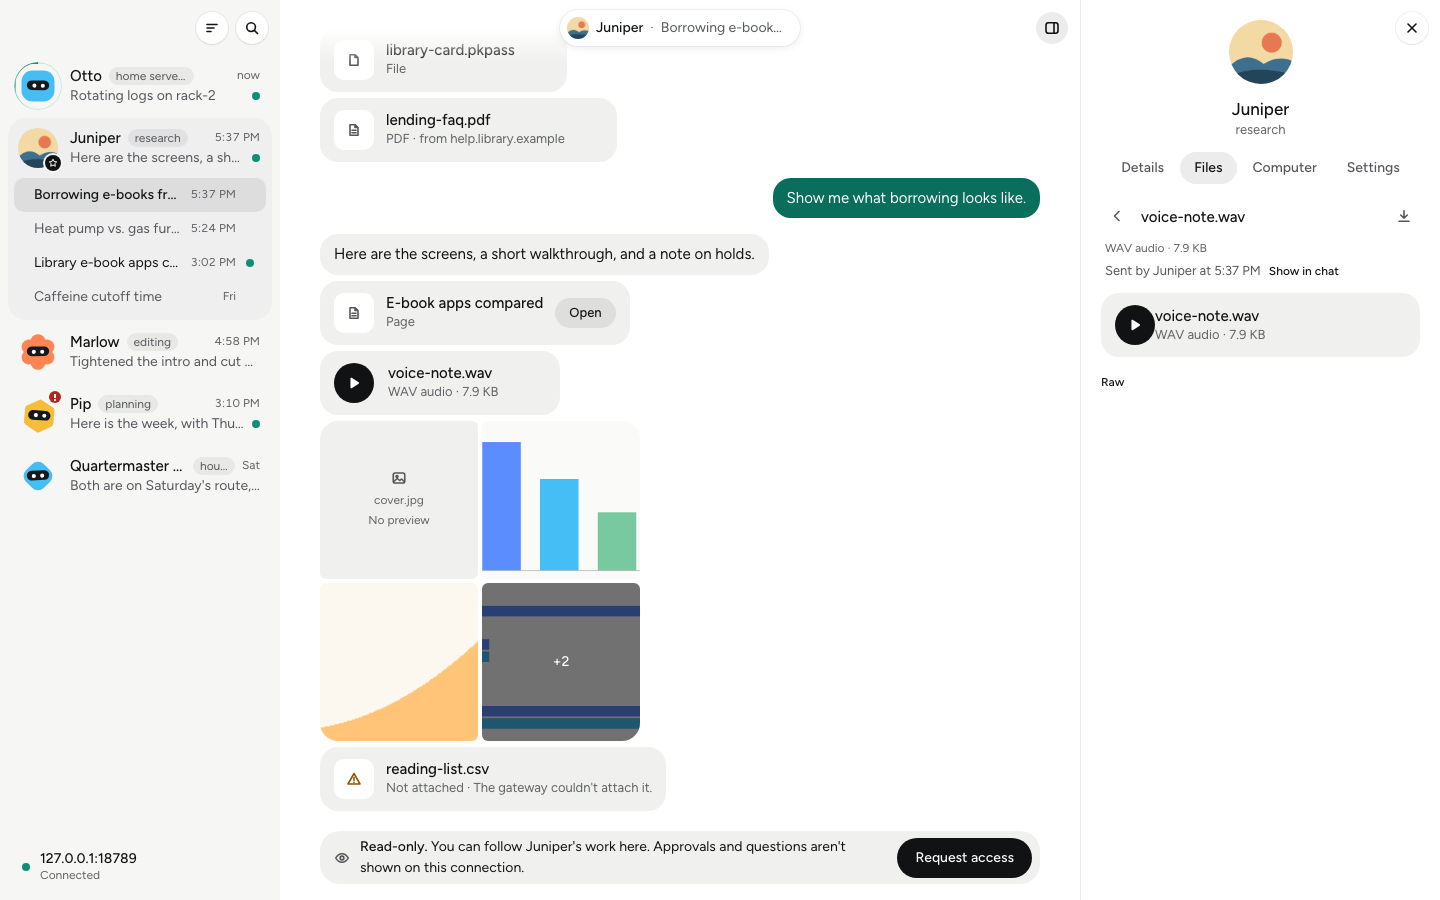 Otto home serve... now
Rotating logs on rack-2
Juniper research 5:37 PM
Here are the screens, a sh...
Borrowing e-books fr... 5:37 PM
Heat pump vs. gas fur... 5:24 PM
Library e-book apps c... 3:02 PM
Caffeine cutoff time Fri
Marlow editing 4:58 PM
Tightened the intro and cut ...
Pip planning 3:10 PM
Here is the week, with Thu...
Quartermaster ... hou... Sat
Both are on Saturday's route,...
127.0.0.1:18789
Connected
Juniper · Borrowing e-book...
library-card.pkpass
File
lending-faq.pdf
PDF · from help.library.example
Show me what borrowing looks like.
Here are the screens, a short walkthrough, and a note on holds.
E-book apps compared
Page
Open
voice-note.wav
WAV audio · 7.9 KB
cover.jpg
No preview
+2
reading-list.csv
Not attached · The gateway couldn't attach it.
Read-only. You can follow Juniper's work here. Approvals and questions aren't
shown on this connection.
Request access
Juniper
research
Details Files Computer Settings
voice-note.wav
WAV audio · 7.9 KB
Sent by Juniper at 5:37 PM Show in chat
voice-note.wav
WAV audio · 7.9 KB
Raw